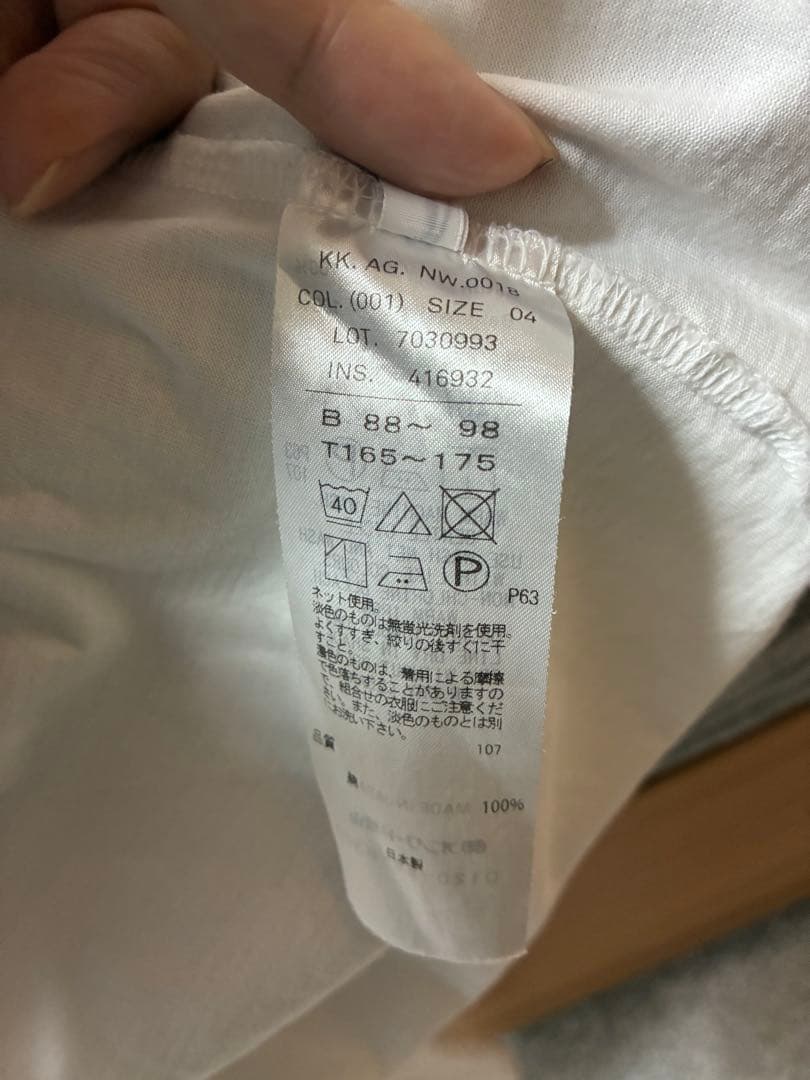 KK. AG. NW.0018
COL.(001) SIZE 04
LOT. 7030993
INS. 416932
B 88～ 98
T165～175
40
P
P63
ネット使用。
淡色のものは無蛍光洗剤を使用。
よくすすぎ、絞りの後すぐに干
すこと。
濃色のものは、着用による摩擦
で色落ちすることがありますの
で、組合せの衣服にご注意くだ
さい。また、淡色のものとは別
にお洗い下さい。
107
品質
綿 100%
日本製